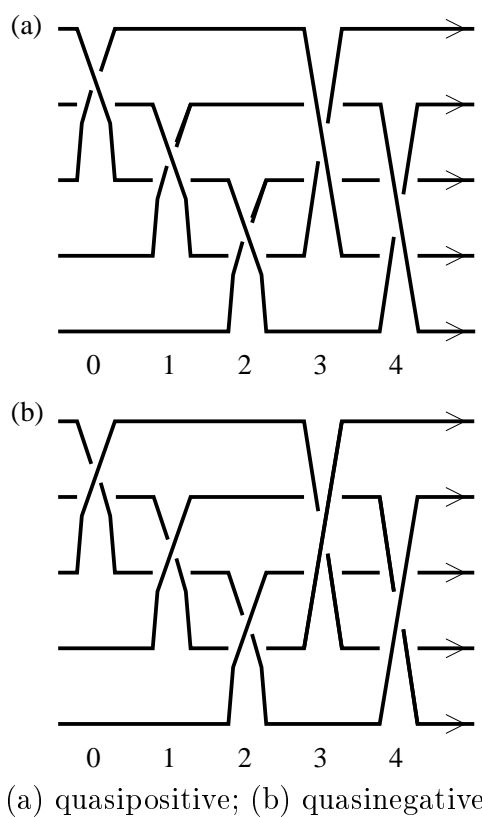 (a)
0 1 2 3 4
(b)
0 1 2 3 4
(a) quasipositive; (b) quasinegative